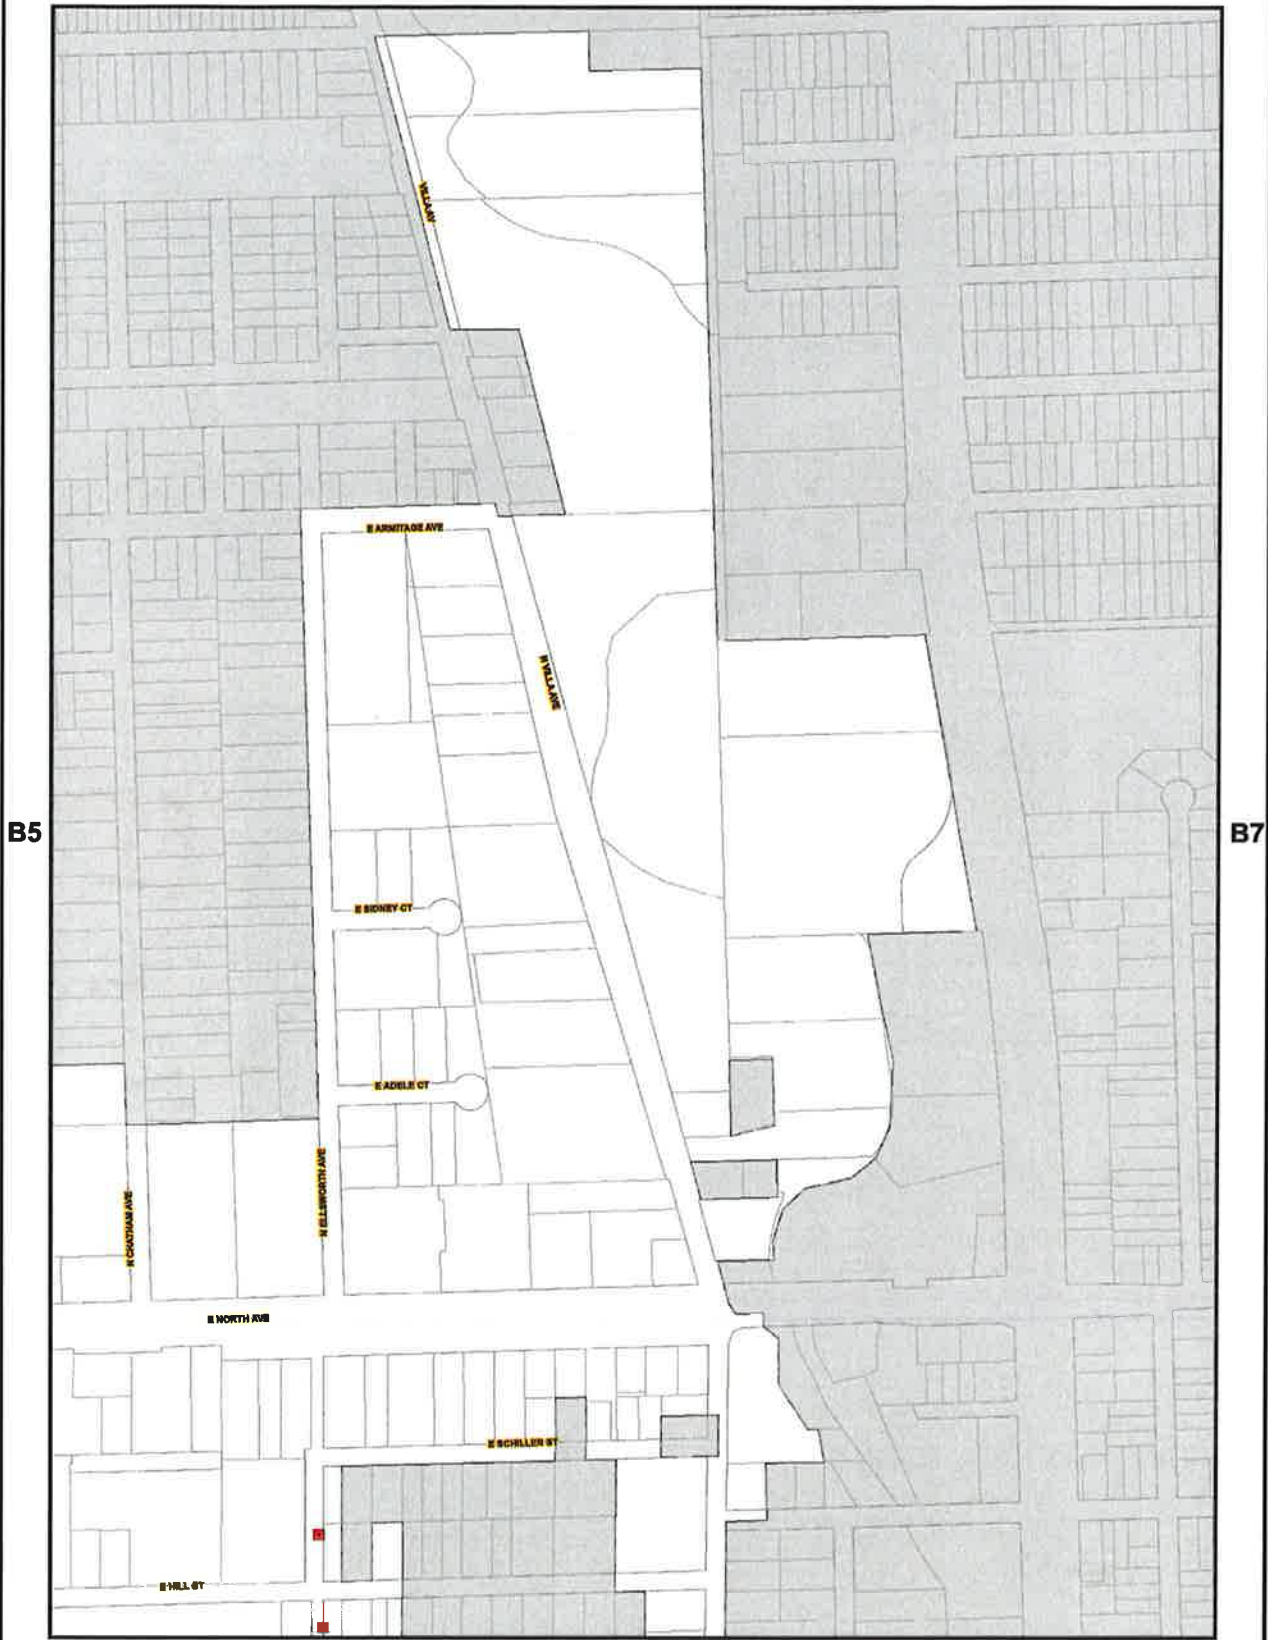 VILLA AV
E ARMITAGE AVE
N VILLA AVE
B5
B7
E SIDNEY CT
E ADELE CT
N ELLSWORTH AVE
N CHATHAM AVE
E NORTH AVE
E SCHILLER ST
E HILL ST